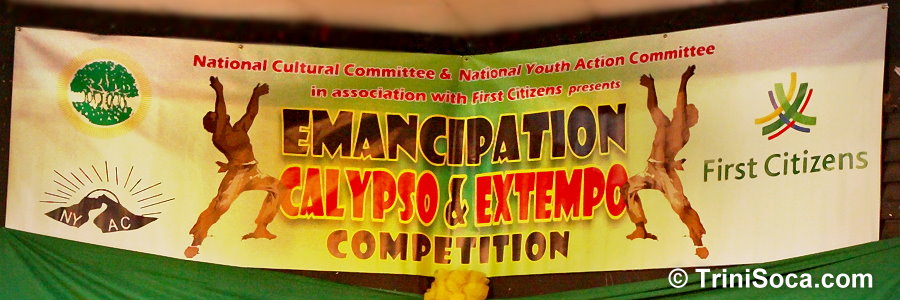 National Cultural Committee & National Youth Action Committee
in association with First Citizens presents
EMANCIPATION
CALYPSO & EXTEMPO
COMPETITION
NY AC
First Citizens
© TriniSoca.com